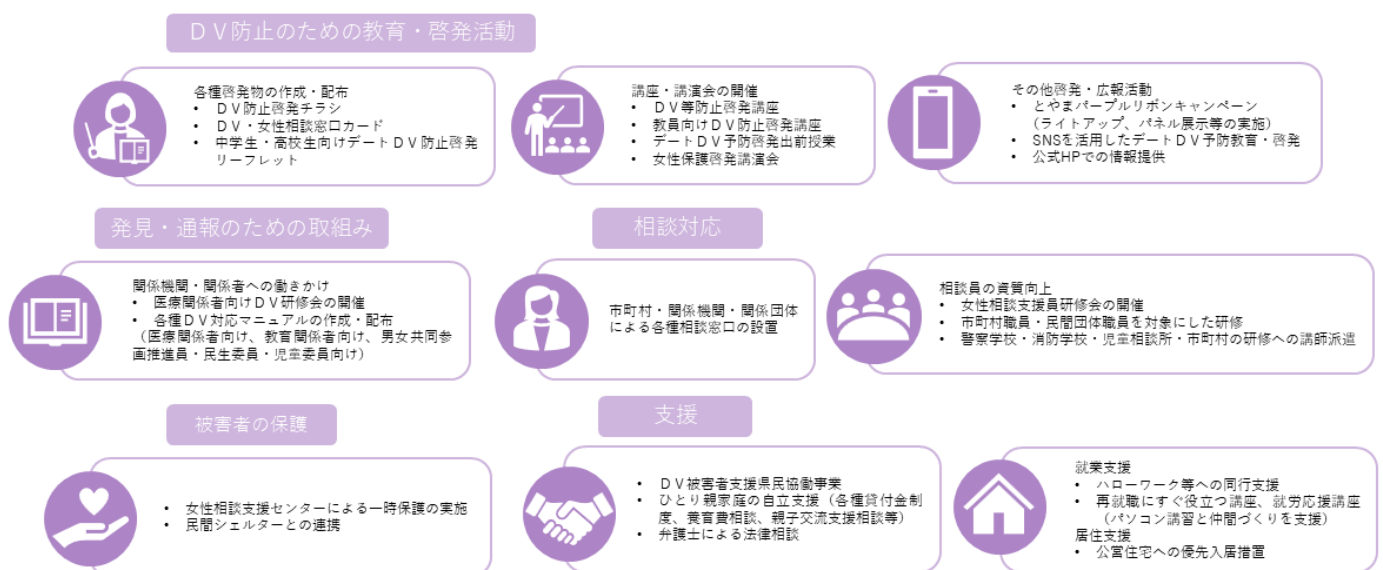 ＤＶ防止のための教育・啓発活動
各種啓発物の作成・配布
• ＤＶ防止啓発チラシ
• ＤＶ・女性相談窓口カード
• 中学生・高校生向けデートＤＶ防止啓発
リーフレット
講座・講演会の開催
• ＤＶ等防止啓発講座
• 教員向けＤＶ防止啓発講座
• デートＤＶ予防啓発出前授業
• 女性保護啓発講演会
その他啓発・広報活動
• とやまパープルリボンキャンペーン
（ライトアップ、パネル展示等の実施）
• SNSを活用したデートＤＶ予防教育・啓発
• 公式HPでの情報提供
発見・通報のための取組み
関係機関・関係者への働きかけ
• 医療関係者向けＤＶ研修会の開催
• 各種ＤＶ対応マニュアルの作成・配布
（医療関係者向け、教育関係者向け、男女共同参
画推進員・民生委員・児童委員向け）
相談対応
市町村・関係機関・関係団体
による各種相談窓口の設置
相談員の資質向上
• 女性相談支援員研修会の開催
• 市町村職員・民間団体職員を対象にした研修
• 警察学校・消防学校・児童相談所・市町村の研修への講師派遣
被害者の保護
• 女性相談支援センターによる一時保護の実施
• 民間シェルターとの連携
支援
• ＤＶ被害者支援県民協働事業
• ひとり親家庭の自立支援（各種貸付金制
度、養育費相談、親子交流支援相談等）
• 弁護士による法律相談
就業支援
• ハローワーク等への同行支援
• 再就職にすぐ役立つ講座、就労応援講座
（パソコン講習と仲間づくりを支援）
居住支援
• 公営住宅への優先入居措置